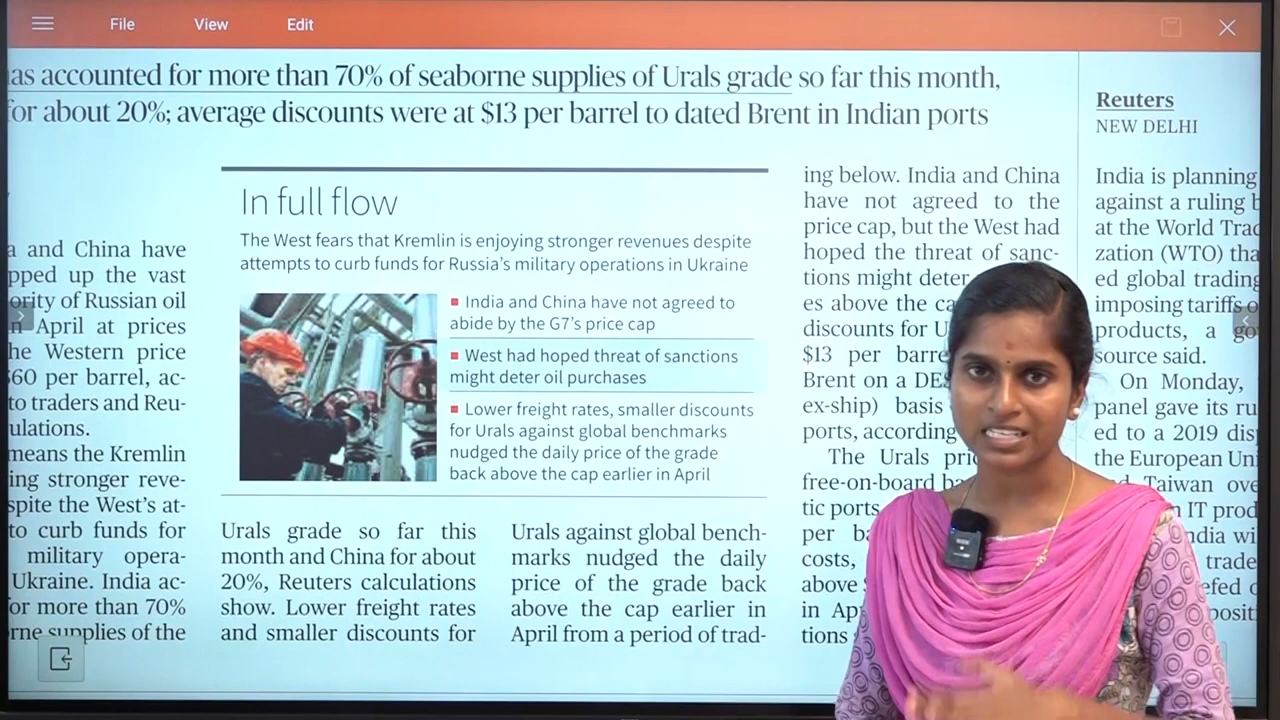 File View Edit
as accounted for more than 70% of seaborne supplies of Urals grade so far this month,
for about 20%; average discounts were at $13 per barrel to dated Brent in Indian ports
a and China have
pped up the vast
ority of Russian oil
n April at prices
he Western price
$60 per barrel, ac-
to traders and Reu-
ulations.
means the Kremlin
ing stronger reve-
spite the West's at-
to curb funds for
military opera-
Ukraine. India ac-
or more than 70%
rne supplies of the
In full flow
The West fears that Kremlin is enjoying stronger revenues despite
attempts to curb funds for Russia's military operations in Ukraine
India and China have not agreed to
abide by the G7's price cap
West had hoped threat of sanctions
might deter oil purchases
Lower freight rates, smaller discounts
for Urals against global benchmarks
nudged the daily price of the grade
back above the cap earlier in April
Urals grade so far this
month and China for about
20%, Reuters calculations
show. Lower freight rates
and smaller discounts for
Urals against global bench-
marks nudged the daily
price of the grade back
above the cap earlier in
April from a period of trad-
ing below. India and China
have not agreed to the
price cap, but the West had
hoped the threat of sanc-
tions might deter
es above the ca
discounts for U
$13 per barre
Brent on a DES
ex-ship) basis
ports, according
The Urals pric
free-on-board ba
tic ports
per ba
costs,
above
in Ap
tions
Reuters
NEW DELHI
India is planning
against a ruling b
at the World Trad
zation (WTO) tha
ed global trading
imposing tariffs o
products, a go
source said.
On Monday,
panel gave its ru
ed to a 2019 disp
the European Uni
d Taiwan ove
n IT prod
ndia wi
trade
efed o
positi